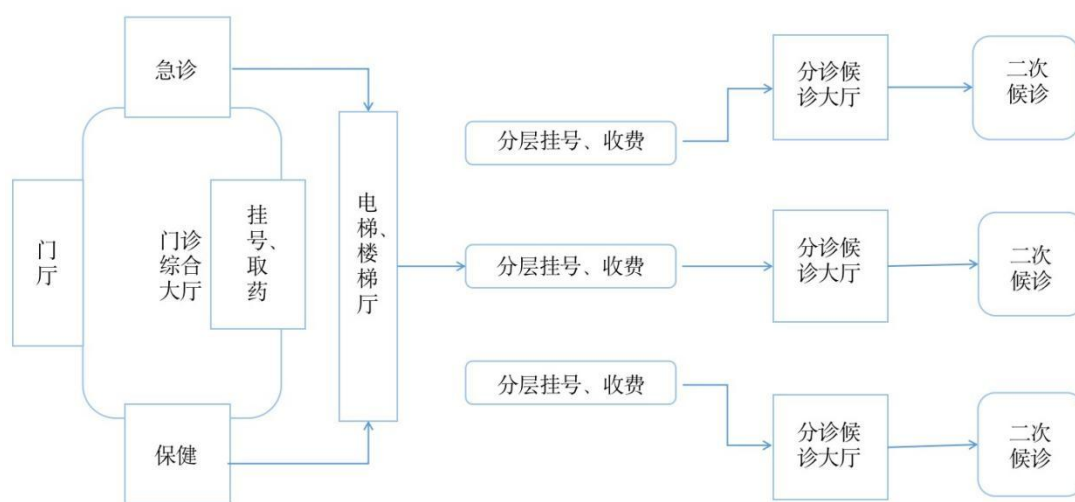 急诊
分诊候
诊大厅
二次
候诊
分层挂号、收费
门
厅
门诊
综合
大厅
挂
号、
取
药
电
梯、
楼
梯
厅
分层挂号、收费
分诊候
诊大厅
二次
候诊
分层挂号、收费
保健
分诊候
诊大厅
二次
候诊